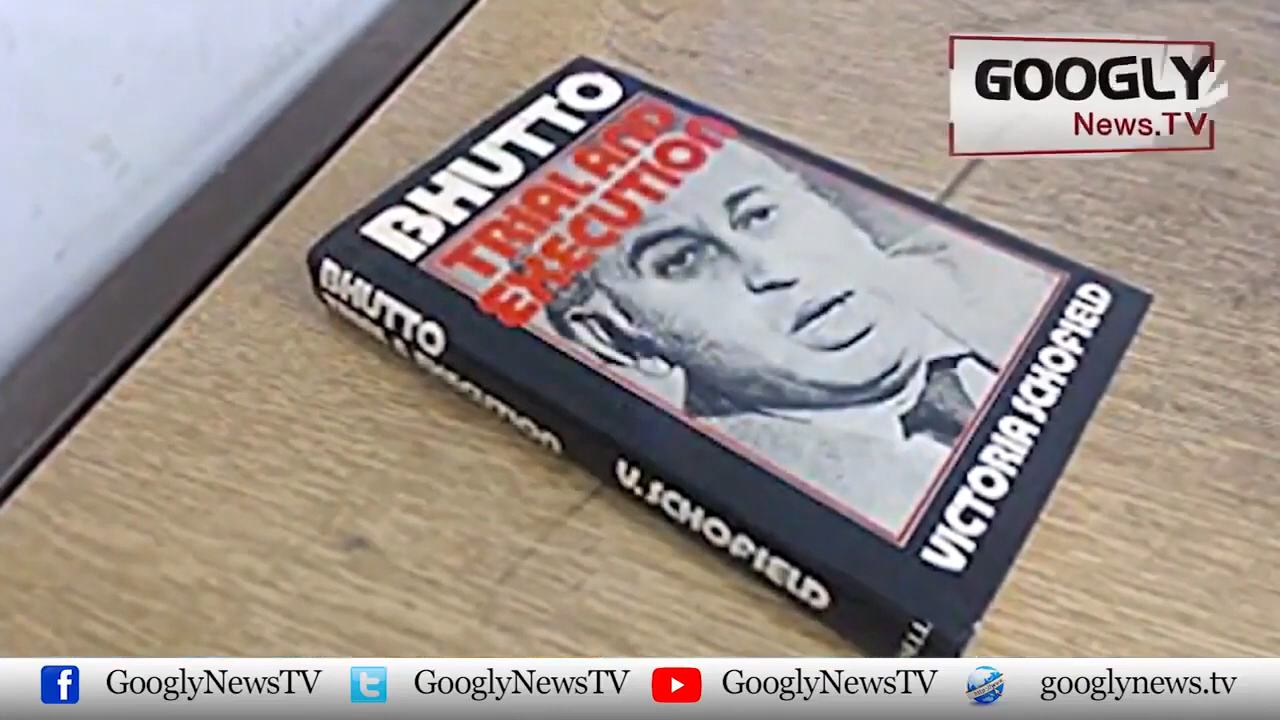 GOOGLY
News.TV
BHUTTO
TRIAL AND
EXECUTION
VICTORIA SCHOFIELD
BHUTTO
V. SCHOFIELD
GooglyNewsTV
GooglyNewsTV
GooglyNewsTV
googlynews.tv